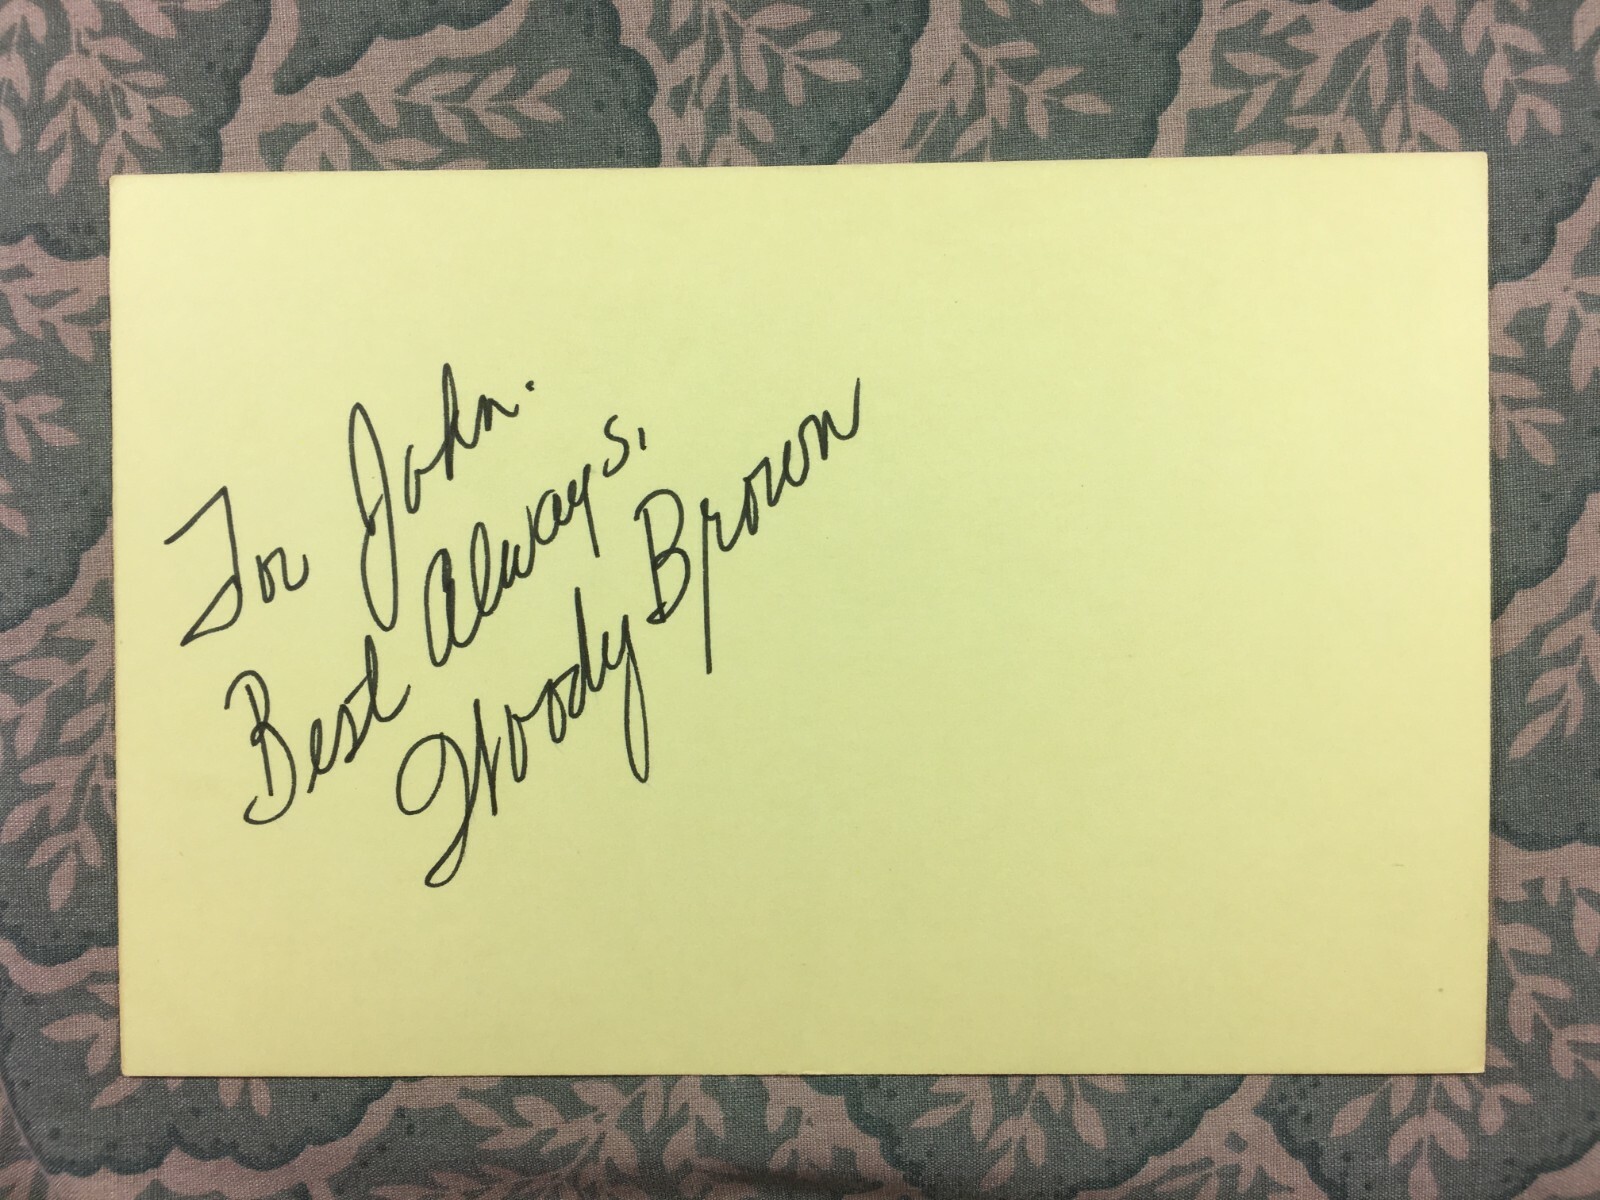 For John.
Best Always,
Woody Brown